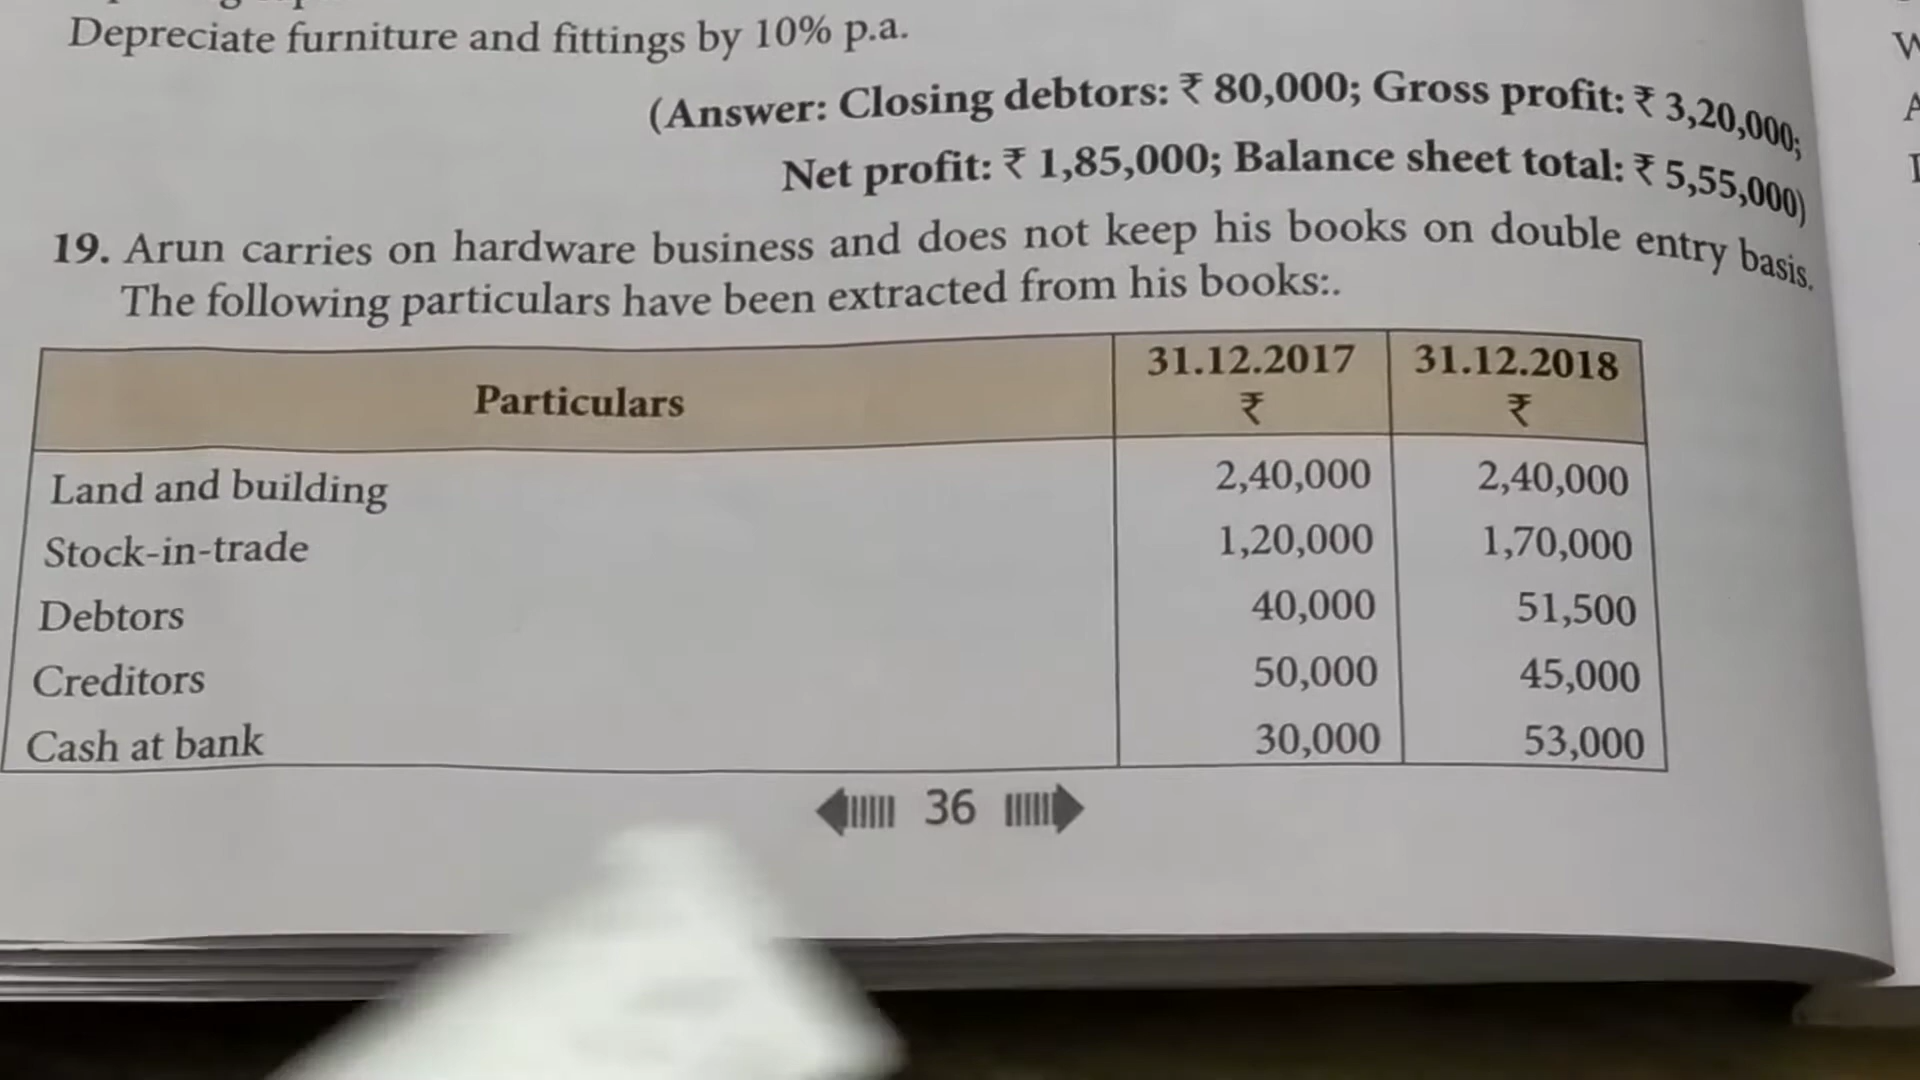 Depreciate furniture and fittings by 10% p.a.
(Answer: Closing debtors: ₹ 80,000; Gross profit: ₹ 3,20,000;
Net profit: ₹ 1,85,000; Balance sheet total: ₹ 5,55,000)
19. Arun carries on hardware business and does not keep his books on double entry basis.
The following particulars have been extracted from his books:.
Particulars 31.12.2017 ₹ 31.12.2018 ₹
Land and building 2,40,000 2,40,000
Stock-in-trade 1,20,000 1,70,000
Debtors 40,000 51,500
Creditors 50,000 45,000
Cash at bank 30,000 53,000
36